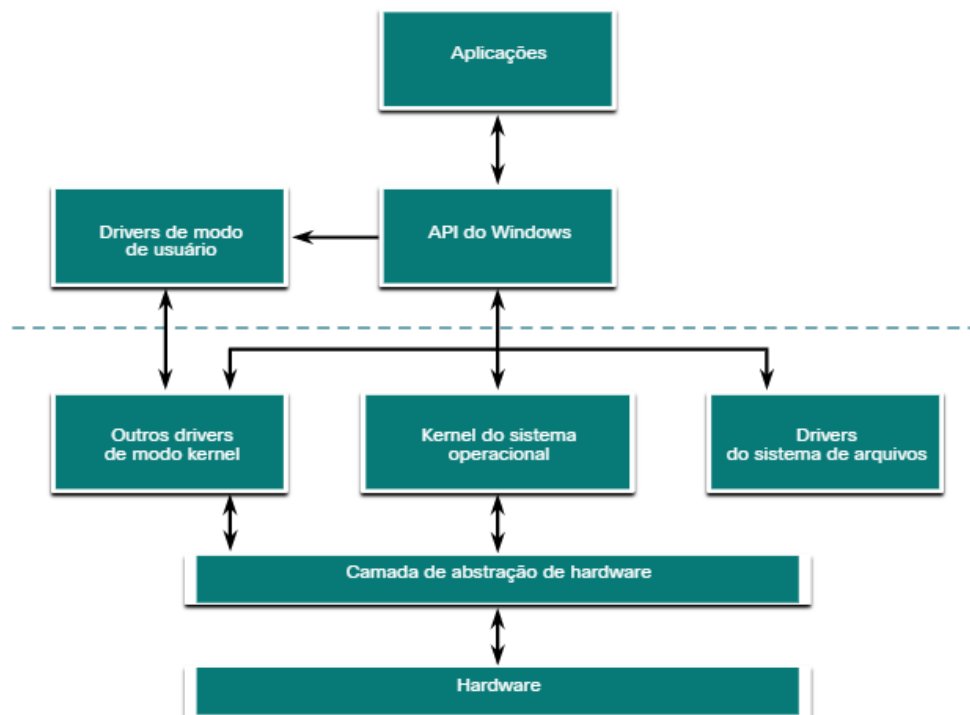 Aplicações
Drivers de modo
de usuário
API do Windows
Outros drivers
de modo kernel
Kernel do sistema
operacional
Drivers
do sistema de arquivos
Camada de abstração de hardware
Hardware